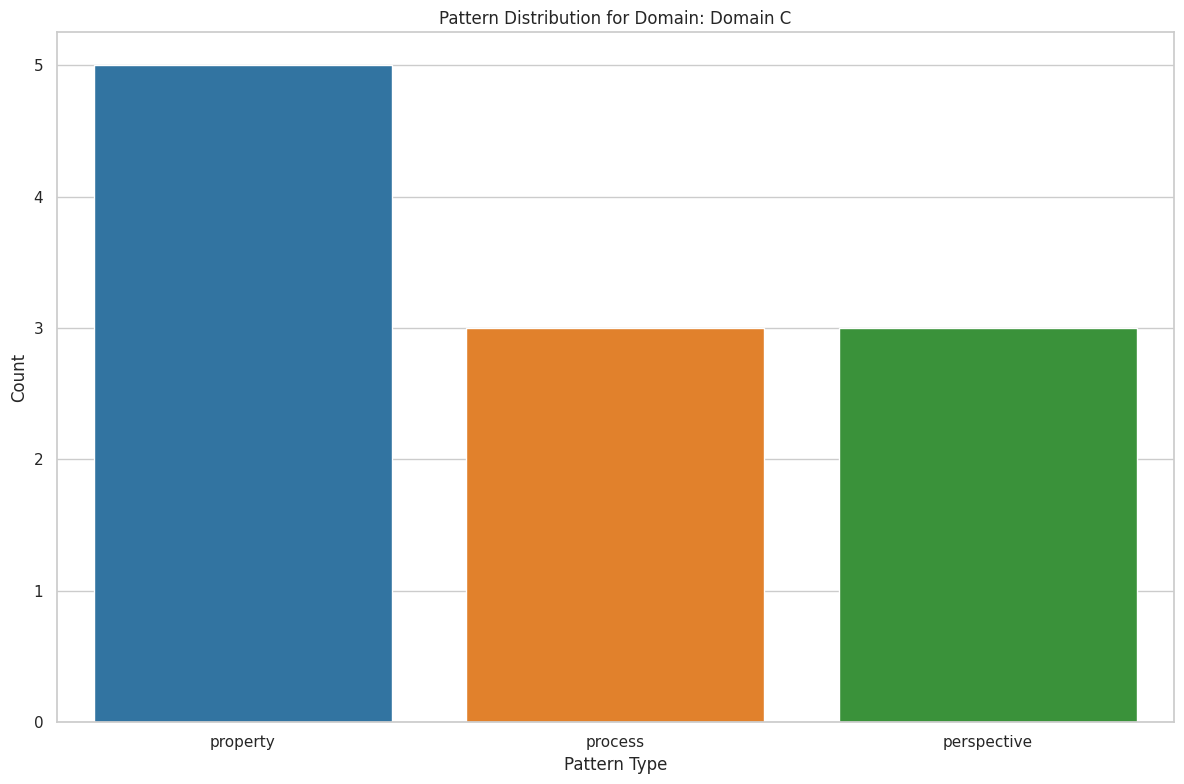 Pattern Distribution for Domain: Domain C
5
4
3
2
1
0
Count
property process perspective
Pattern Type